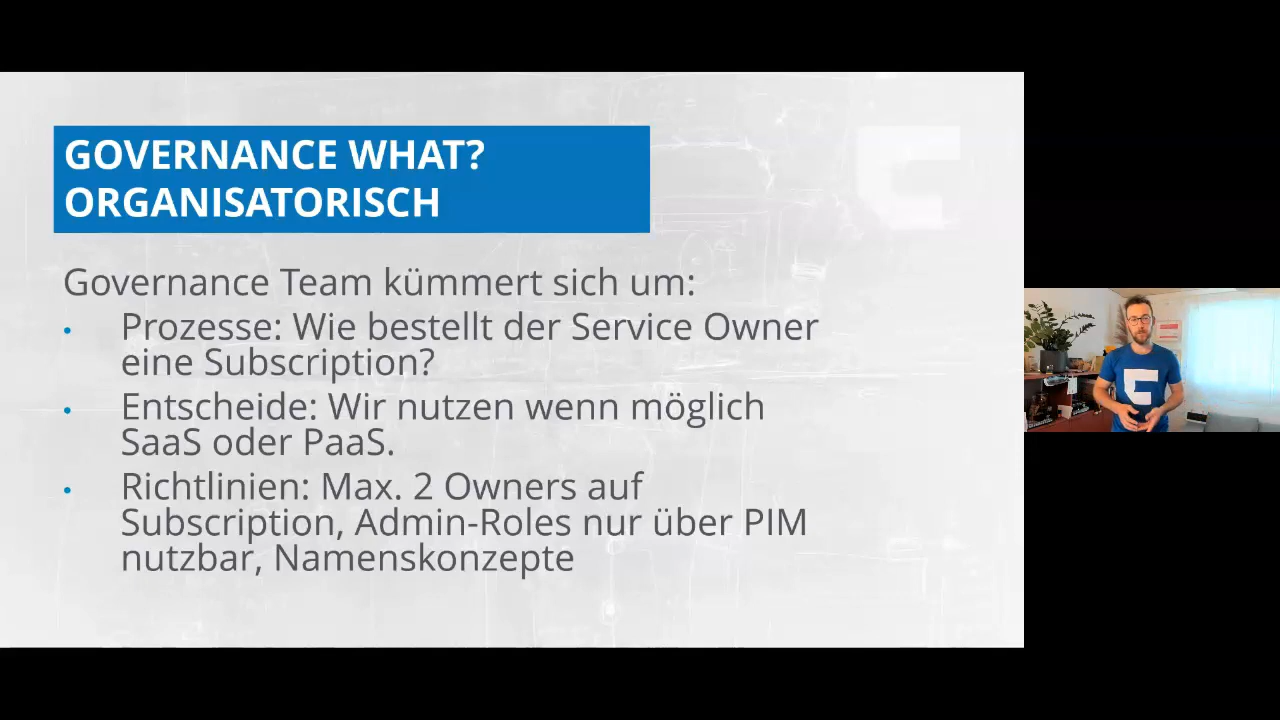 GOVERNANCE WHAT?
ORGANISATORISCH
Governance Team kümmert sich um:
• Prozesse: Wie bestellt der Service Owner
eine Subscription?
• Entscheide: Wir nutzen wenn möglich
SaaS oder PaaS.
• Richtlinien: Max. 2 Owners auf
Subscription, Admin-Roles nur über PIM
nutzbar, Namenskonzepte